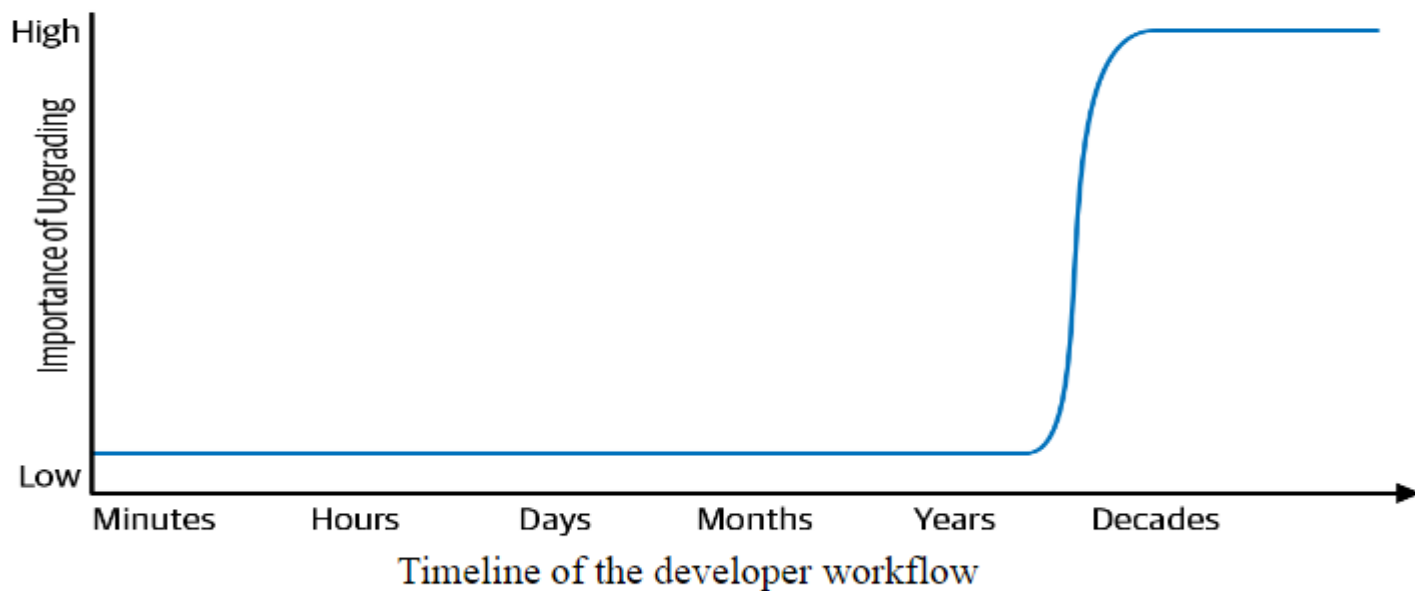 High
Importance of Upgrading
Low
Minutes Hours Days Months Years Decades
Timeline of the developer workflow